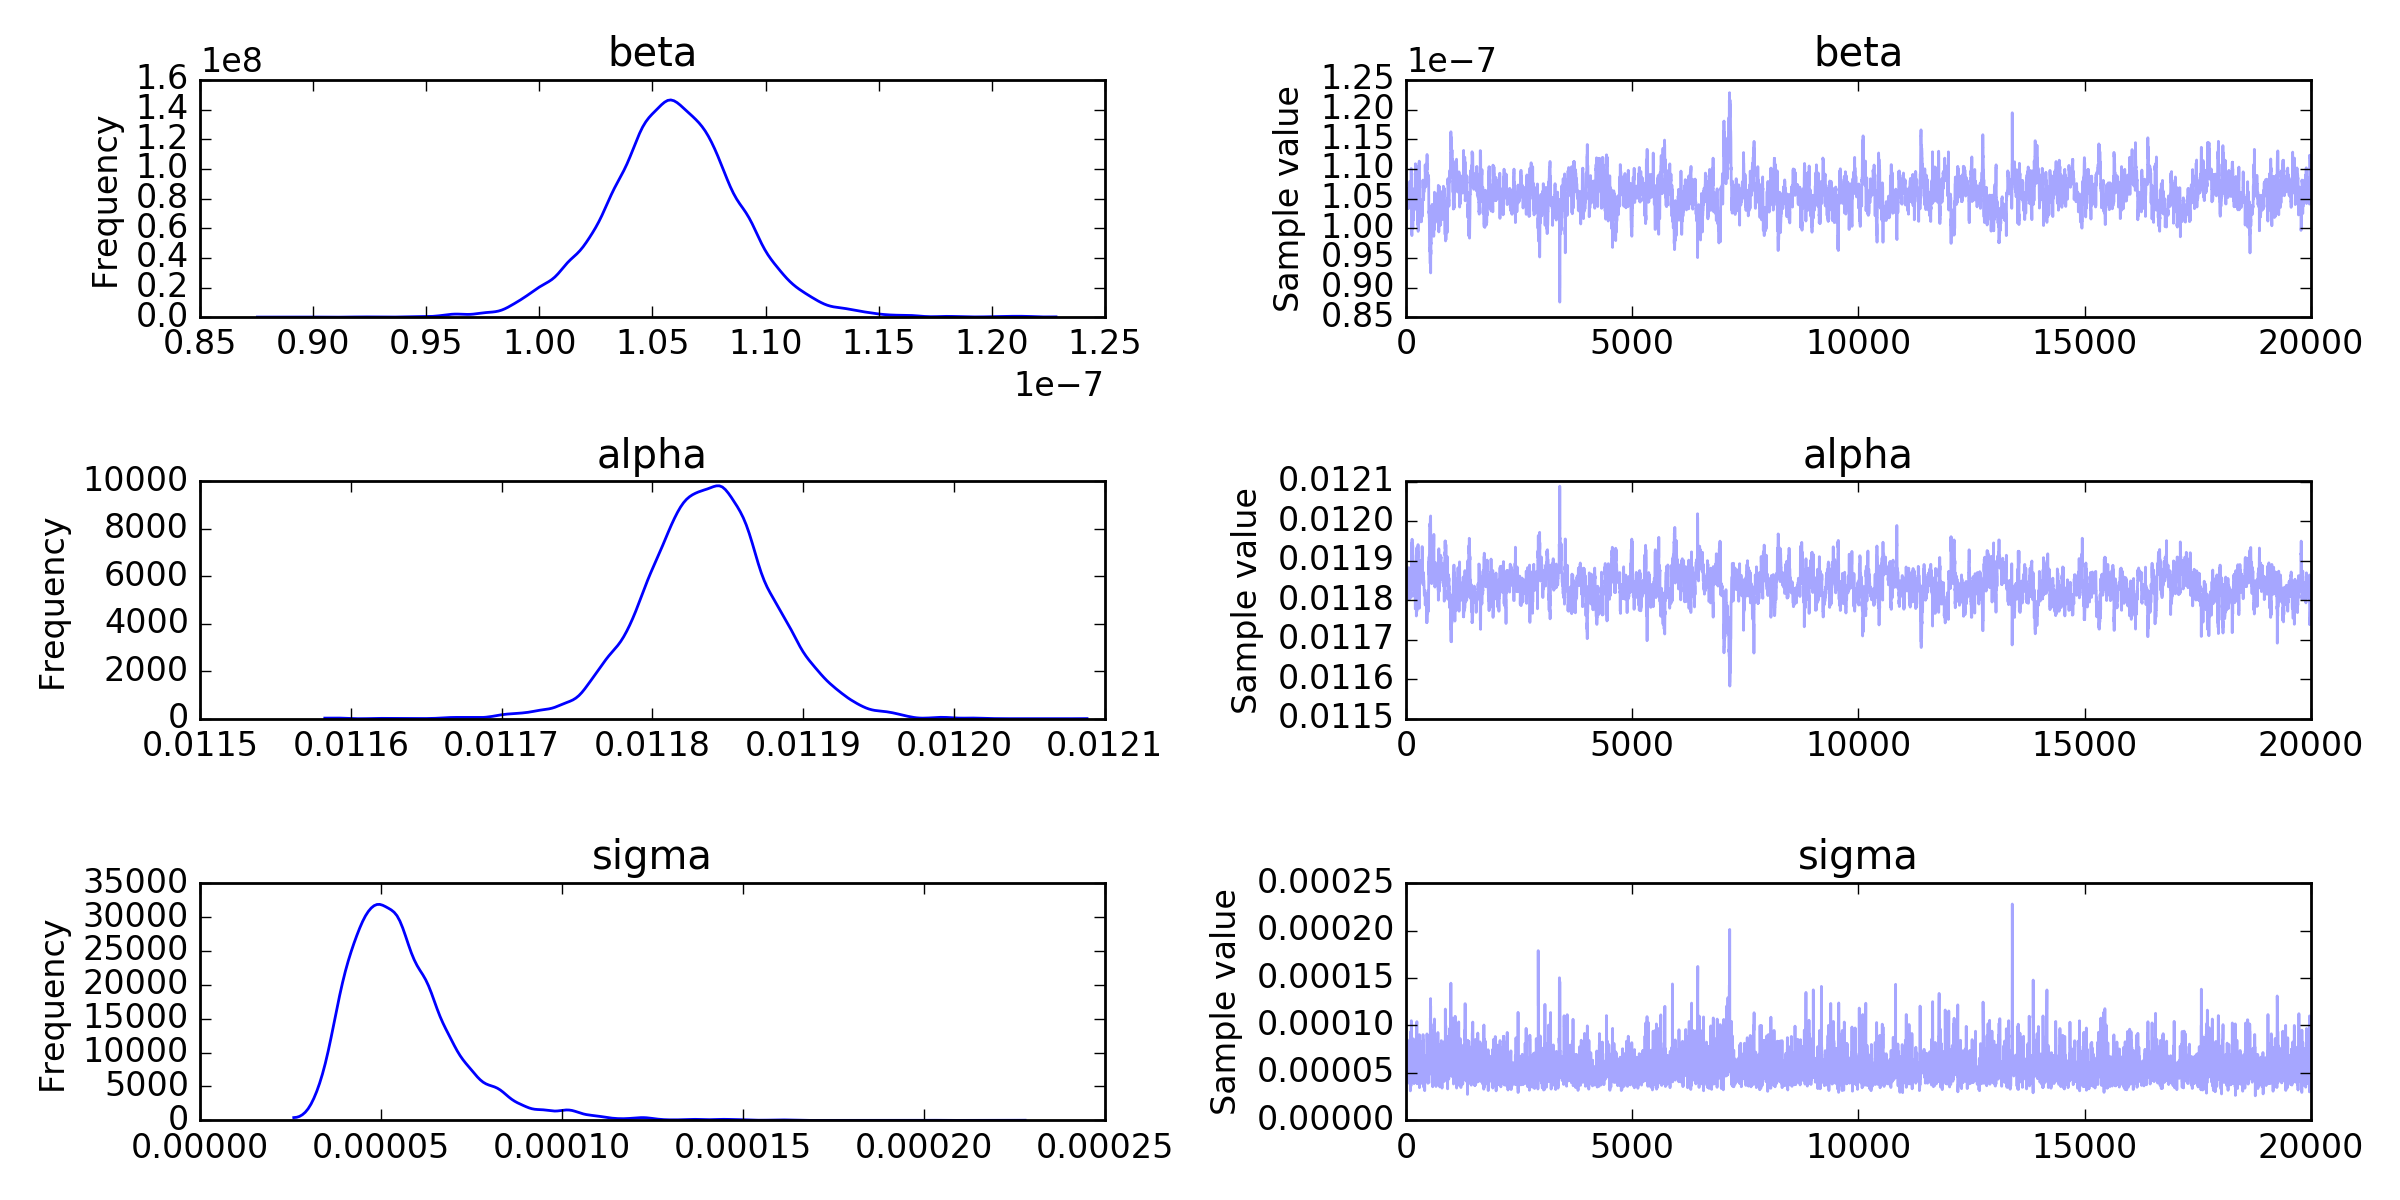 beta
1e8
Frequency
1.6
1.4
1.2
1.0
0.8
0.6
0.4
0.2
0.0
0.85 0.90 0.95 1.00 1.05 1.10 1.15 1.20 1.25
1e−7
beta
1e−7
Sample value
1.25
1.20
1.15
1.10
1.05
1.00
0.95
0.90
0.85
0 5000 10000 15000 20000
alpha
Frequency
10000
8000
6000
4000
2000
0
0.0115 0.0116 0.0117 0.0118 0.0119 0.0120 0.0121
alpha
Sample value
0.0121
0.0120
0.0119
0.0118
0.0117
0.0116
0.0115
0 5000 10000 15000 20000
sigma
Frequency
35000
30000
25000
20000
15000
10000
5000
0
0.00000 0.00005 0.00010 0.00015 0.00020 0.00025
sigma
Sample value
0.00025
0.00020
0.00015
0.00010
0.00005
0.00000
0 5000 10000 15000 20000